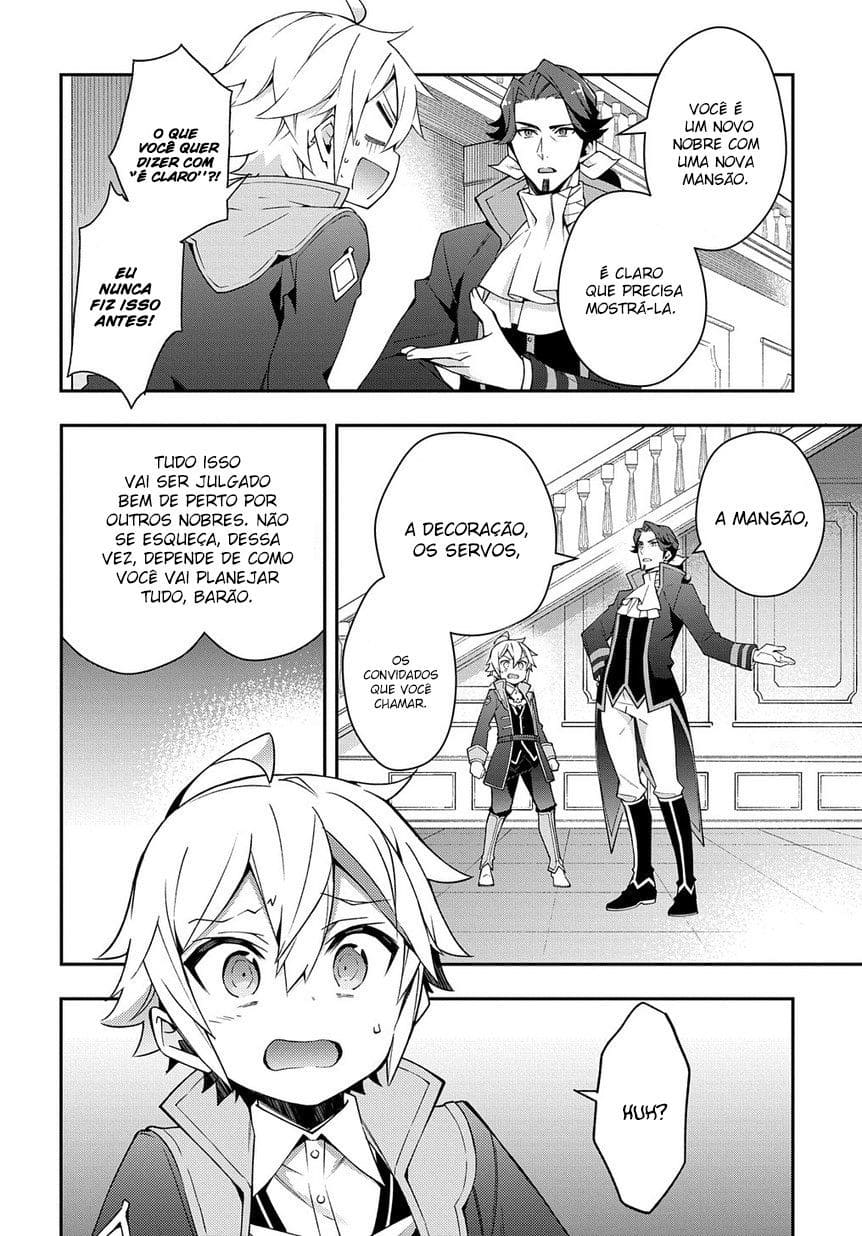 VOCÊ É
UM NOVO
NOBRE COM
UMA NOVA
MANSÃO.
É CLARO
QUE PRECISA
MOSTRÁ-LA.
O QUE
VOCÊ QUER
DIZER COM
"É CLARO"?!
EU
NUNCA
FIZ ISSO
ANTES!
A MANSÃO,
A DECORAÇÃO,
OS SERVOS,
OS
CONVIDADOS
QUE VOCÊ
CHAMAR.
TUDO ISSO
VAI SER JULGADO
BEM DE PERTO POR
OUTROS NOBRES. NÃO
SE ESQUEÇA, DESSA
VEZ, DEPENDE DE COMO
VOCÊ VAI PLANEJAR
TUDO, BARÃO.
HUH?